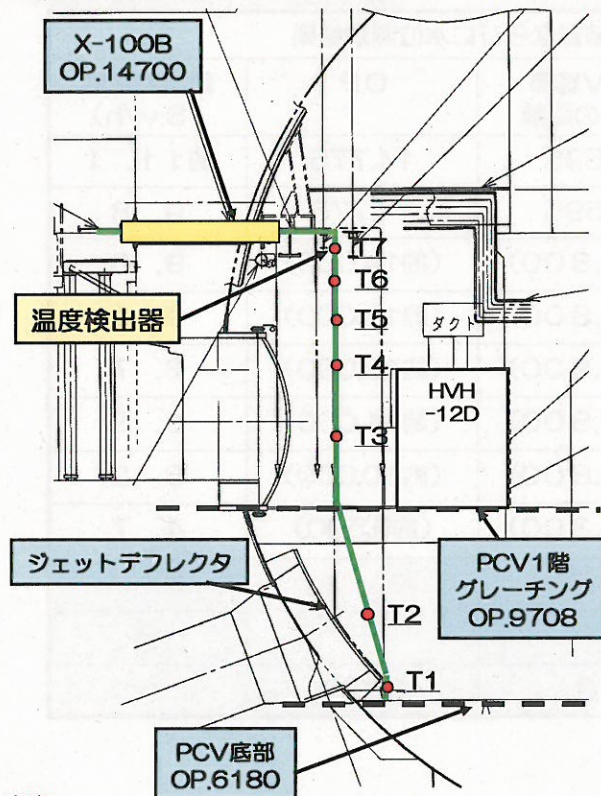 X-100B
OP.14700
温度検出器
T7
T6
T5
T4
T3
ダクト
HVH
-12D
ジェットデフレクタ
PCV1階
グレーチング
OP.9708
T2
T1
PCV底部
OP.6180